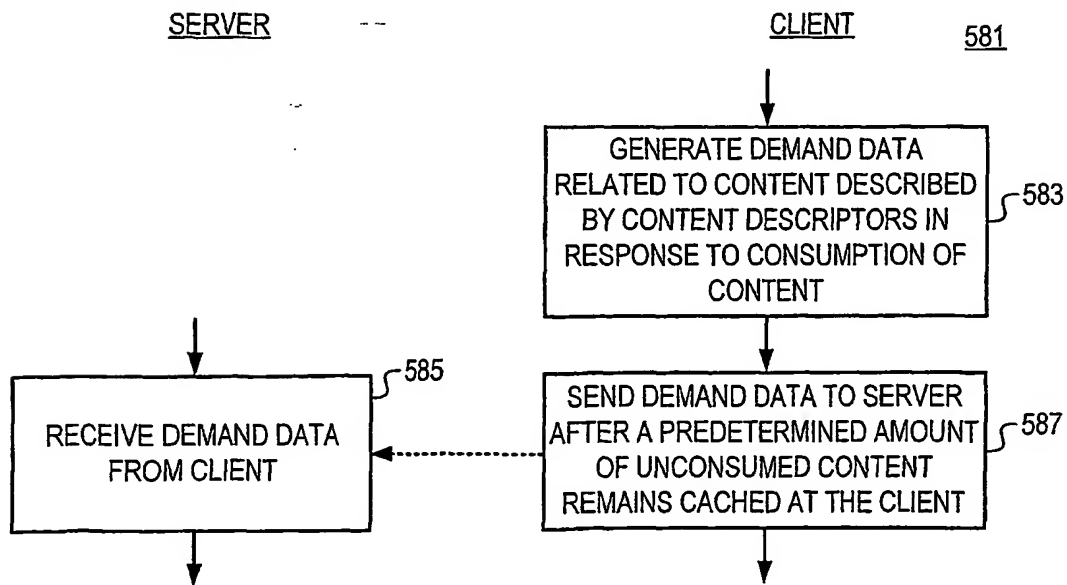 SERVER
CLIENT
581
GENERATE DEMAND DATA
RELATED TO CONTENT DESCRIBED
BY CONTENT DESCRIPTORS IN
RESPONSE TO CONSUMPTION OF
CONTENT
583
585
RECEIVE DEMAND DATA
FROM CLIENT
SEND DEMAND DATA TO SERVER
AFTER A PREDETERMINED AMOUNT
OF UNCONSUMED CONTENT
REMAINS CACHED AT THE CLIENT
587